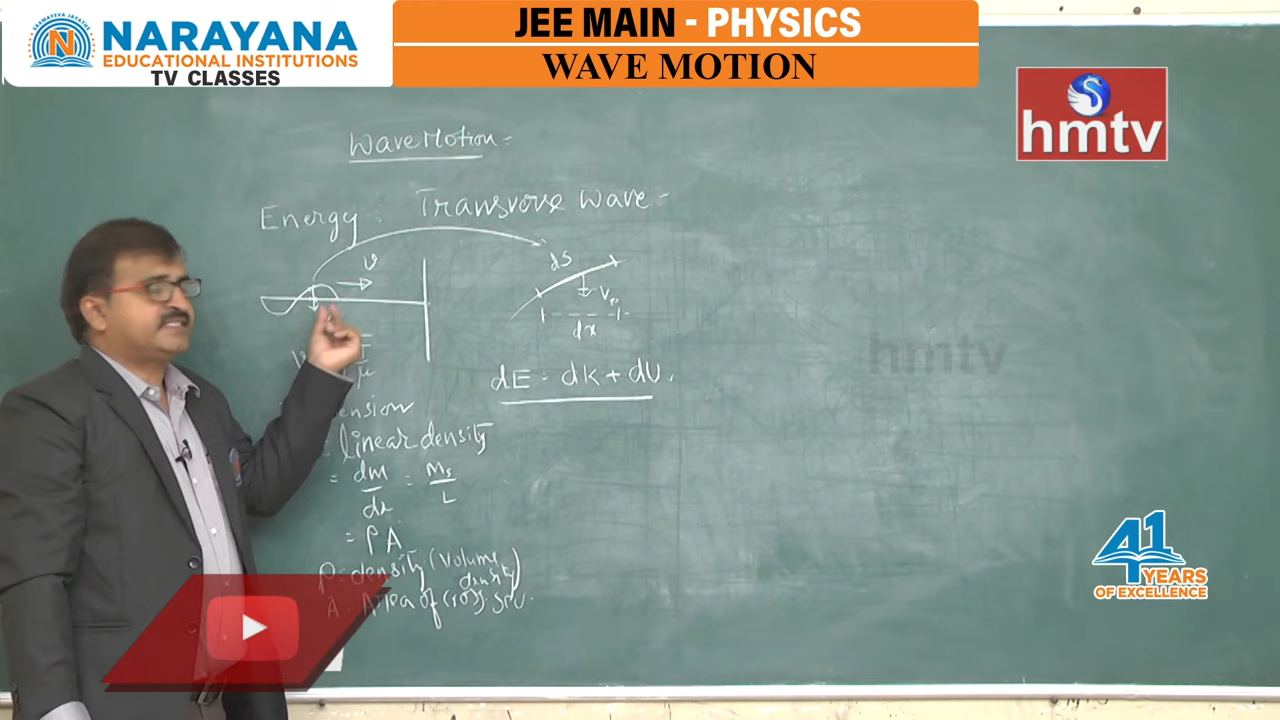 NARAYANA
EDUCATIONAL INSTITUTIONS
TV CLASSES
JEE MAIN - PHYSICS
WAVE MOTION
hmtv
Wave Motion -
Energy : Transvose Wave -
v
ds
Vp
dx
dE = dK + dU.
μ
linear density
= dm/dx = Ms/L
= ρA
ρ = density (volume density)
A = Area of cross. sec.
hmtv
41
YEARS
OF EXCELLENCE